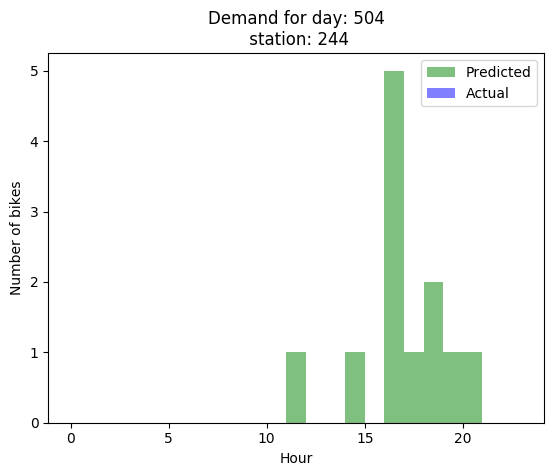 Demand for day: 504
station: 244
Predicted
Actual
Number of bikes
5
4
3
2
1
0
0 5 10 15 20
Hour